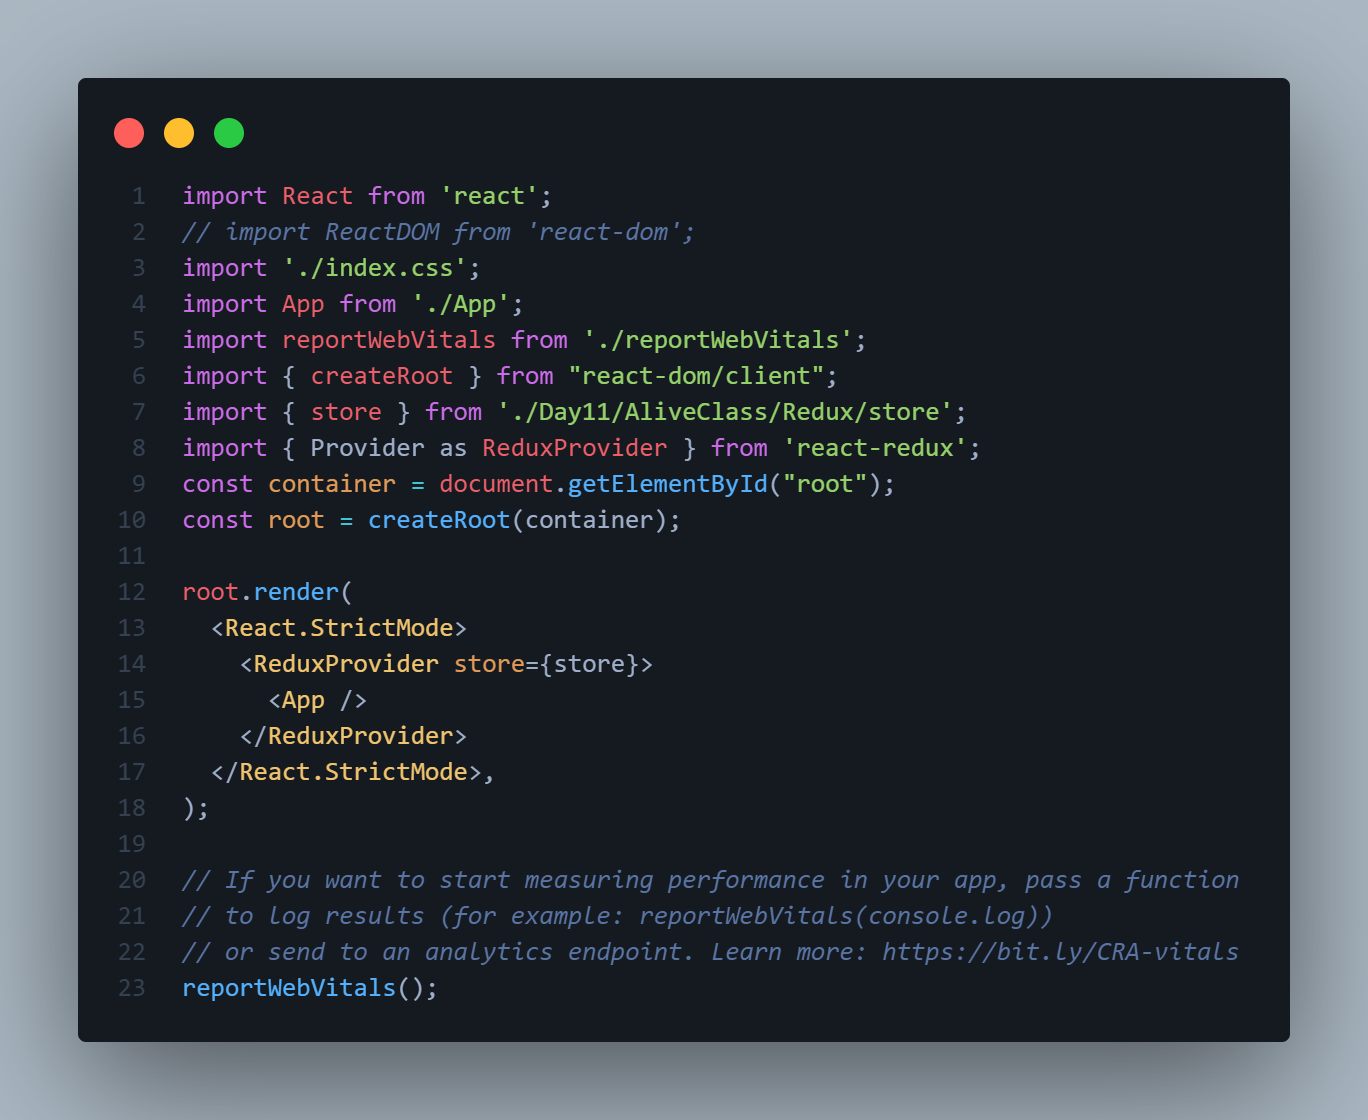 1 import React from 'react';
2 // import ReactDOM from 'react-dom';
3 import './index.css';
4 import App from './App';
5 import reportWebVitals from './reportWebVitals';
6 import { createRoot } from "react-dom/client";
7 import { store } from './Day11/AliveClass/Redux/store';
8 import { Provider as ReduxProvider } from 'react-redux';
9 const container = document.getElementById("root");
10 const root = createRoot(container);
11
12 root.render(
13   <React.StrictMode>
14     <ReduxProvider store={store}>
15       <App />
16     </ReduxProvider>
17   </React.StrictMode>,
18 );
19
20 // If you want to start measuring performance in your app, pass a function
21 // to log results (for example: reportWebVitals(console.log))
22 // or send to an analytics endpoint. Learn more: https://bit.ly/CRA-vitals
23 reportWebVitals();